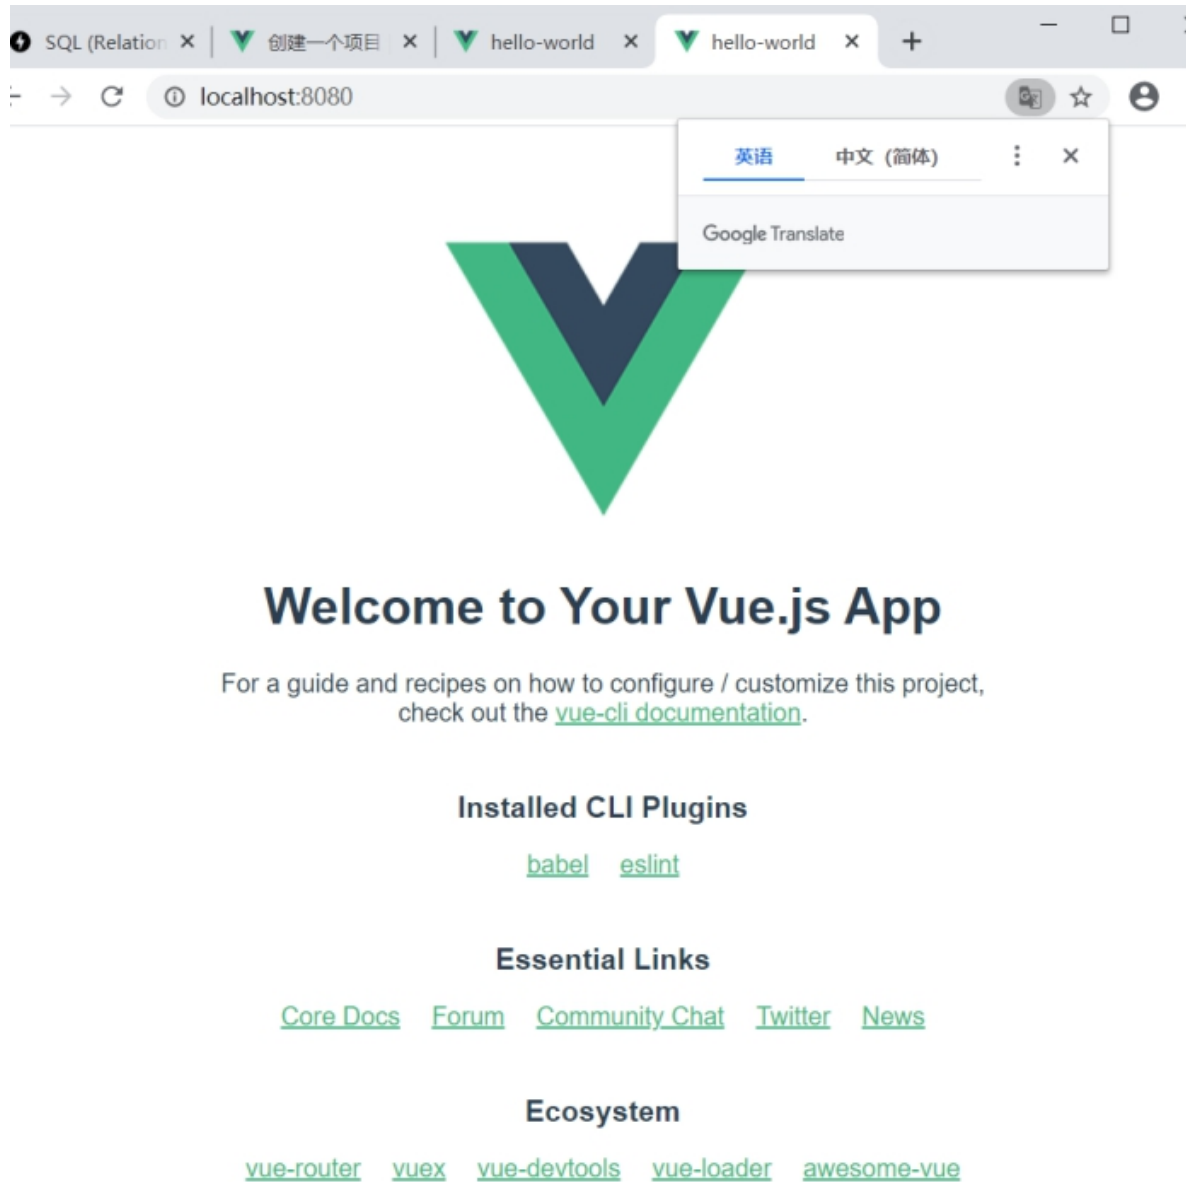 SQL (Relation 创建一个项目 hello-world hello-world
localhost:8080
英语 中文 (简体)
Google Translate
Welcome to Your Vue.js App
For a guide and recipes on how to configure / customize this project,
check out the vue-cli documentation.
Installed CLI Plugins
babel eslint
Essential Links
Core Docs Forum Community Chat Twitter News
Ecosystem
vue-router vuex vue-devtools vue-loader awesome-vue